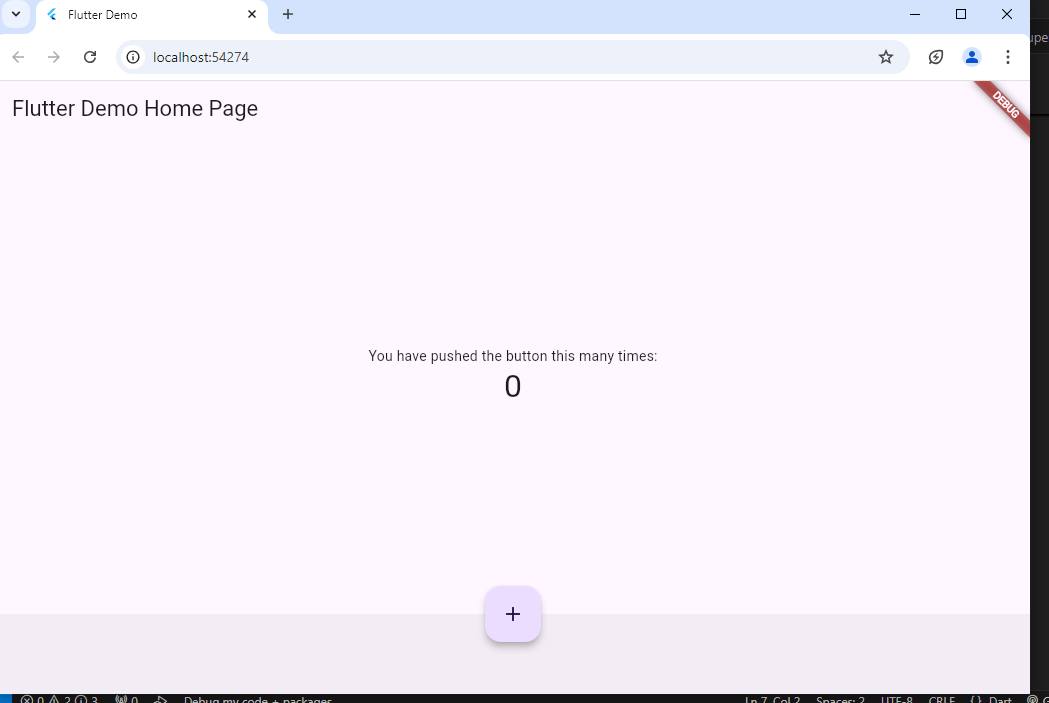 Flutter Demo
localhost:54274
Flutter Demo Home Page
DEBUG
You have pushed the button this many times:
0
+
0 2 3 0 Debug my code + packages Ln 7, Col 2 Spaces: 2 UTF-8 CRLF {} Dart